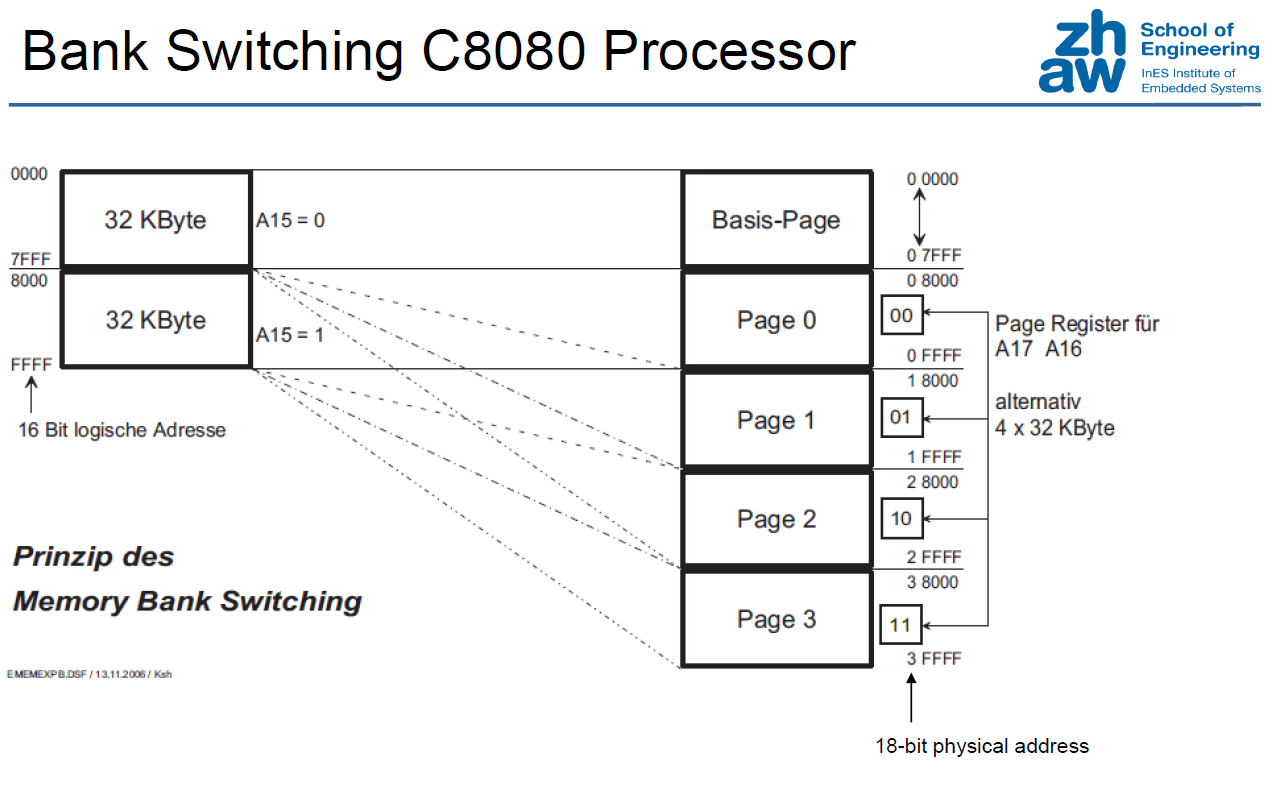 Bank Switching C8080 Processor
zh
aw
School of
Engineering
InES Institute of
Embedded Systems
0000
32 KByte
A15 = 0
7FFF
8000
32 KByte
A15 = 1
FFFF
16 Bit logische Adresse
Basis-Page
0 0000
0 7FFF
0 8000
Page 0
00
0 FFFF
1 8000
Page 1
01
1 FFFF
2 8000
Page 2
10
2 FFFF
3 8000
Page 3
11
3 FFFF
Page Register für
A17 A16
alternativ
4 x 32 KByte
Prinzip des
Memory Bank Switching
EMEMEXPB.DSF / 13.11.2006 / Ksh
18-bit physical address